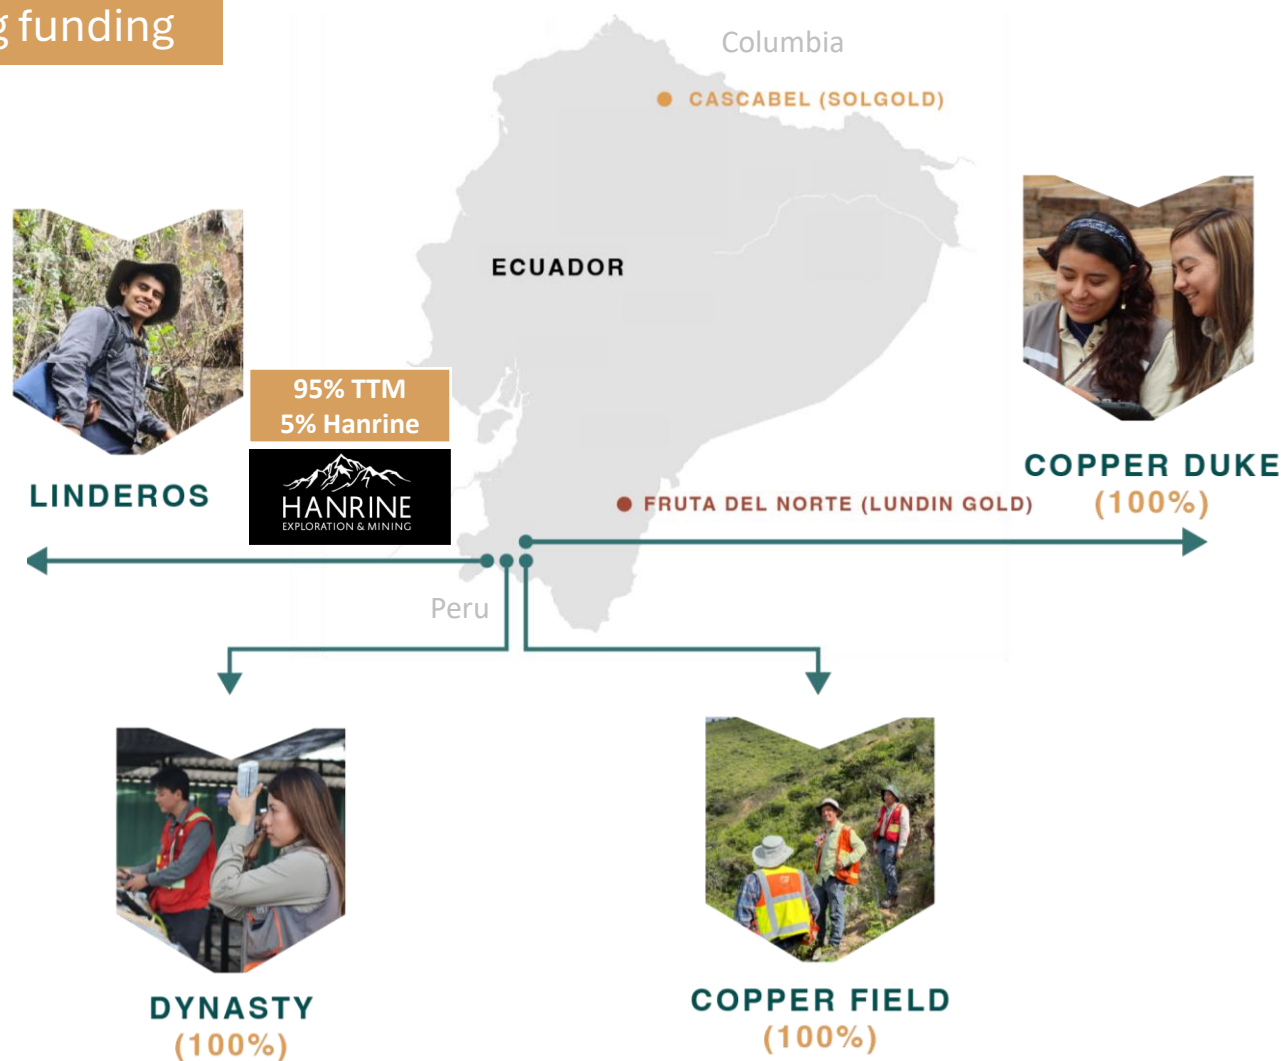 g funding
Columbia
CASCABEL (SOLGOLD)
ECUADOR
95% TTM
5% Hanrine
HANRINE
EXPLORATION & MINING
LINDEROS
COPPER DUKE
(100%)
FRUTA DEL NORTE (LUNDIN GOLD)
Peru
DYNASTY
(100%)
COPPER FIELD
(100%)